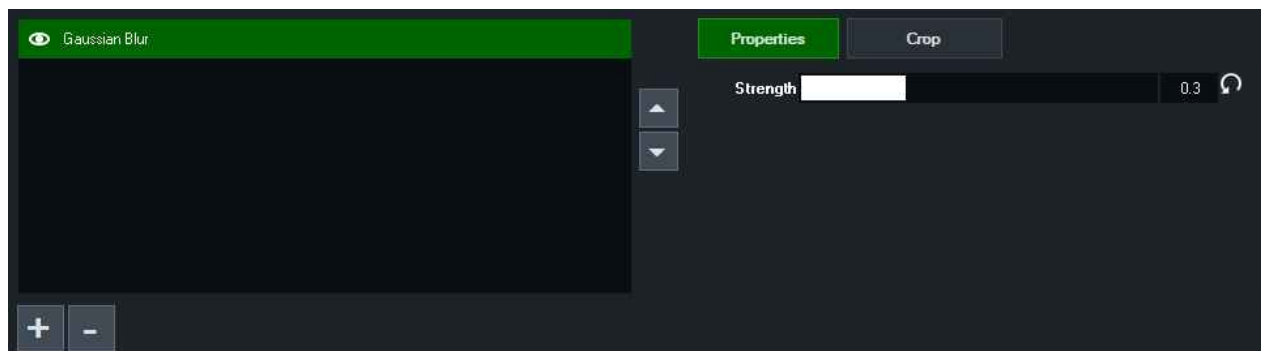 Gaussian Blur
Properties
Crop
Strength
0.3
+
-